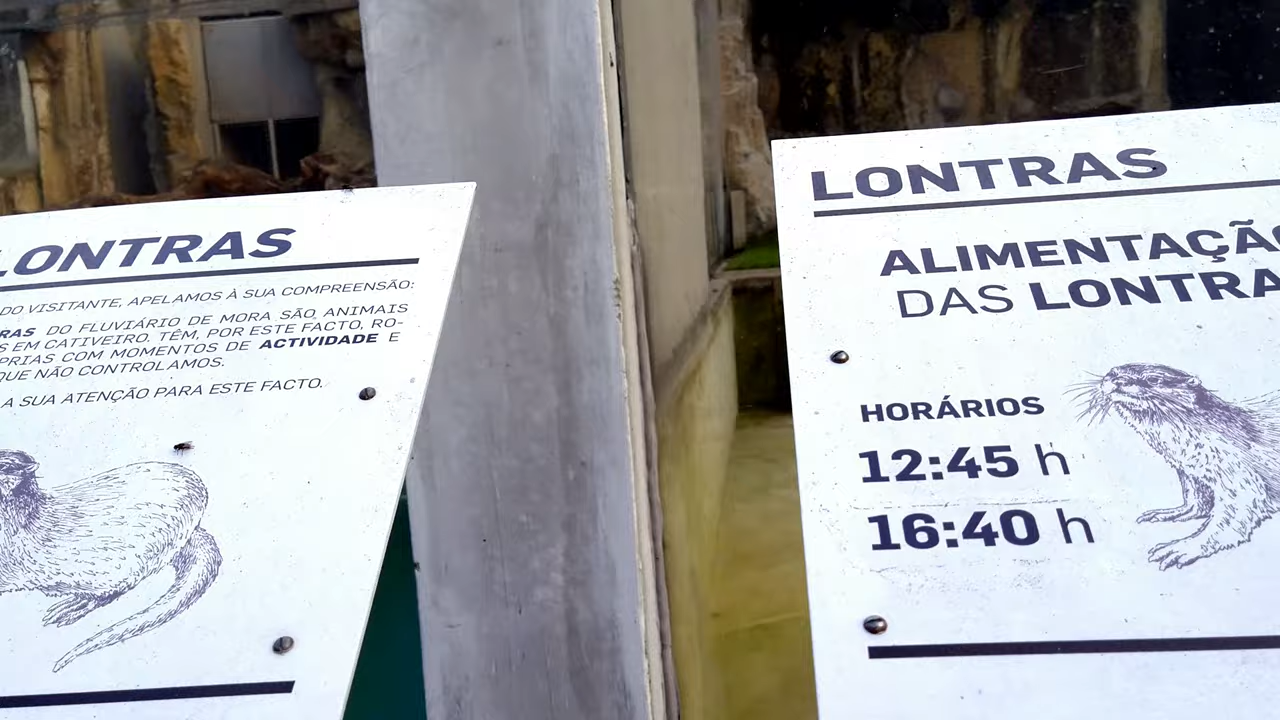 LONTRAS
DO VISITANTE, APELAMOS À SUA COMPREENSÃO:
RAS DO FLUVIÁRIO DE MORA SÃO ANIMAIS
S EM CATIVEIRO. TÊM, POR ESTE FACTO, RO-
PRIAS COM MOMENTOS DE ACTIVIDADE E
QUE NÃO CONTROLAMOS.
A SUA ATENÇÃO PARA ESTE FACTO.
LONTRAS
ALIMENTAÇÃO
DAS LONTRA
HORÁRIOS
12:45 h
16:40 h